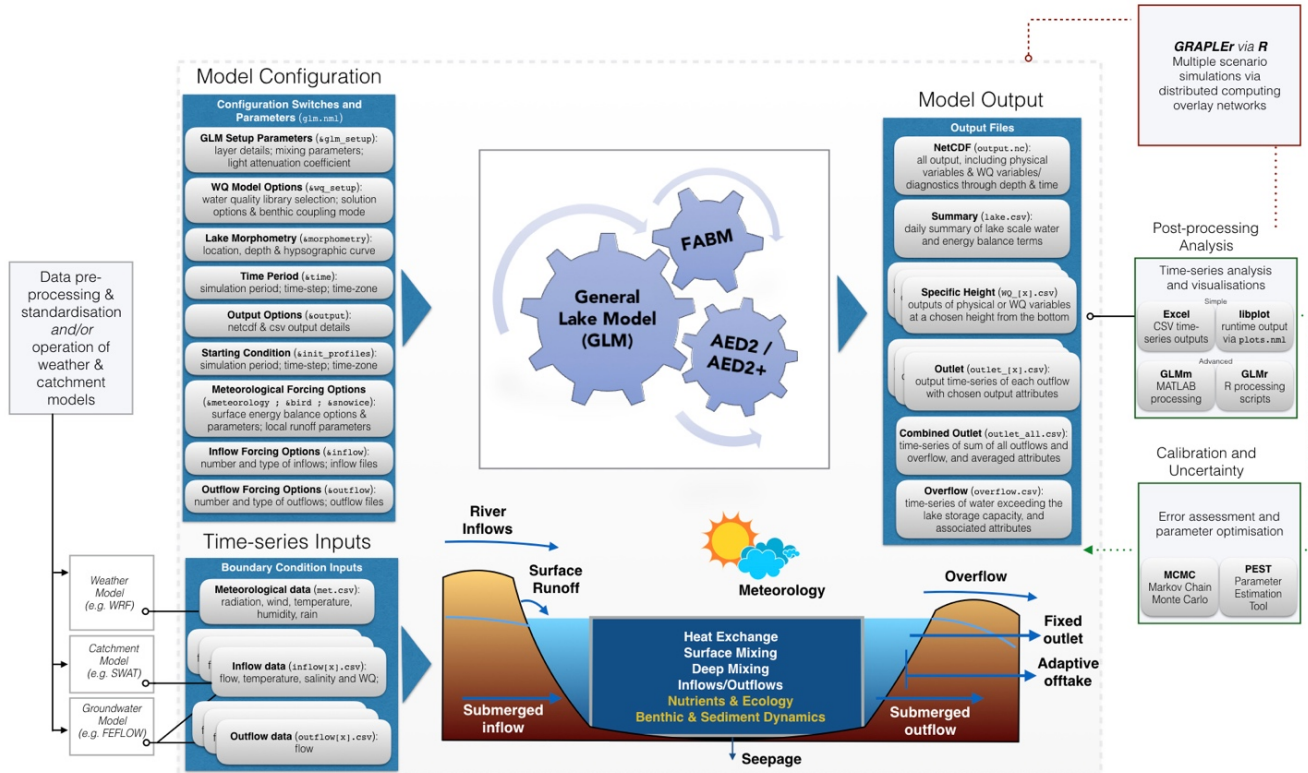 Data pre-
processing &
standardisation
and/or
operation of
weather &
catchment
models
Weather
Model
(e.g. WRF)
Catchment
Model
(e.g. SWAT)
Groundwater
Model
(e.g. FEFLOW)
Model Configuration
Configuration Switches and
Parameters (glm.nml)
GLM Setup Parameters (&glm_setup):
layer details; mixing parameters;
light attenuation coefficient
WQ Model Options (&wq_setup):
water quality library selection; solution
options & benthic coupling mode
Lake Morphometry (&morphometry):
location, depth & hypsographic curve
Time Period (&time):
simulation period; time-step; time-zone
Output Options (&output):
netcdf & csv output details
Starting Condition (&init_profiles):
simulation period; time-step; time-zone
Meteorological Forcing Options
(&meteorology ; &bird ; &snowice):
surface energy balance options &
parameters; local runoff parameters
Inflow Forcing Options (&inflow):
number and type of inflows; inflow files
Outflow Forcing Options (&outflow):
number and type of outflows; outflow files
Time-series Inputs
Boundary Condition Inputs
Meteorological data (met.csv):
radiation, wind, temperature,
humidity, rain
f
f
Inflow data (inflow[x].csv):
flow, temperature, salinity and WQ;
f
f
Outflow data (outflow[x].csv):
flow
General
Lake Model
(GLM)
FABM
AED2 /
AED2+
River
Inflows
Surface
Runoff
Meteorology
Overflow
Fixed
outlet
Adaptive
offtake
Heat Exchange
Surface Mixing
Deep Mixing
Inflows/Outflows
Nutrients & Ecology
Benthic & Sediment Dynamics
Submerged
inflow
Submerged
outflow
Seepage
Model Output
Output Files
NetCDF (output.nc):
all output, including physical
variables & WQ variables/
diagnostics through depth & time
Summary (lake.csv):
daily summary of lake scale water
and energy balance terms
Specific Height (WQ_[x].csv):
outputs of physical or WQ variables
at a chosen height from the bottom
Outlet (outlet_[x].csv):
output time-series of each outflow
with chosen output attributes
Combined Outlet (outlet_all.csv):
time-series of sum of all outflows and
overflow, and averaged attributes
Overflow (overflow.csv):
time-series of water exceeding the
lake storage capacity, and
associated attributes
GRAPLEr via R
Multiple scenario
simulations via
distributed computing
overlay networks
Post-processing
Analysis
Time-series analysis
and visualisations
Simple
Excel
CSV time-
series outputs
libplot
runtime output
via plots.nml
Advanced
GLMm
MATLAB
processing
GLMr
R processing
scripts
Calibration and
Uncertainty
Error assessment and
parameter optimisation
MCMC
Markov Chain
Monte Carlo
PEST
Parameter
Estimation
Tool